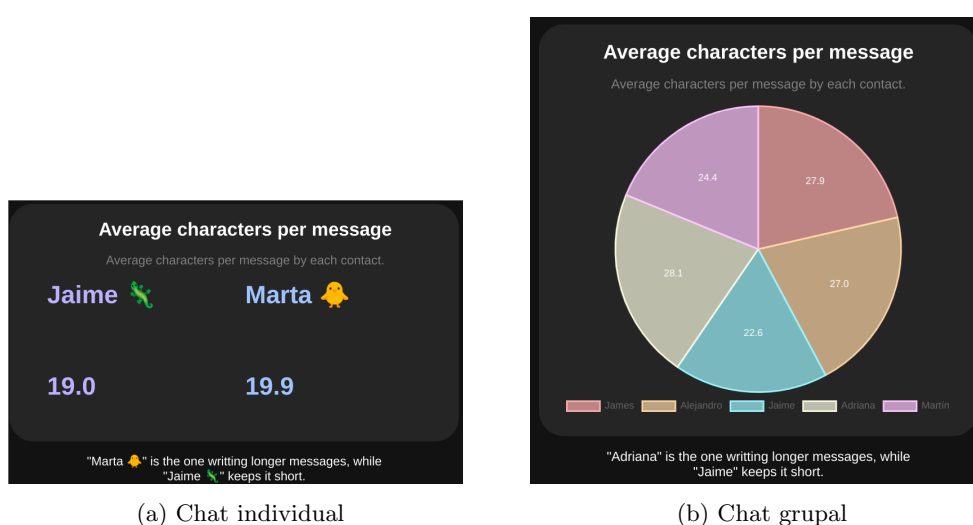 Average characters per message
Average characters per message by each contact.
Jaime 🦎 Marta 🐥
19.0 19.9
"Marta 🐥" is the one writting longer messages, while
"Jaime 🦎" keeps it short.
(a) Chat individual
Average characters per message
Average characters per message by each contact.
24.4 27.9
28.1 27.0
22.6
James Alejandro Jaime Adriana Martín
"Adriana" is the one writting longer messages, while
"Jaime" keeps it short.
(b) Chat grupal